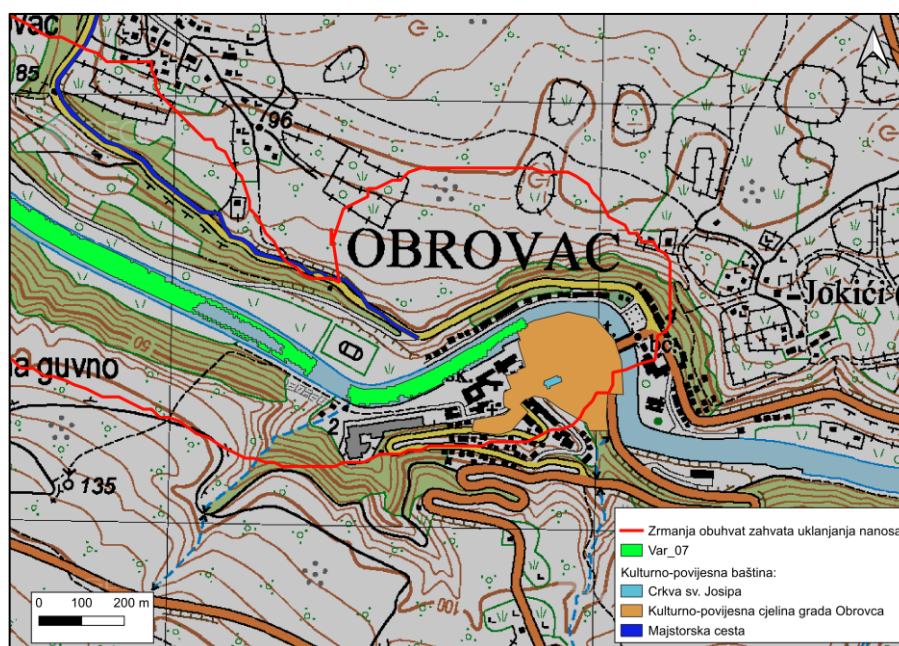 vac
85
96
OBROVAC
Jokići
50
a guvno
2
135
100
0 100 200 m
Zrmanja obuhvat zahvata uklanjanja nanosa
Var_07
Kulturno-povijesna baština:
Crkva sv. Josipa
Kulturno-povijesna cjelina grada Obrovca
Majstorska cesta